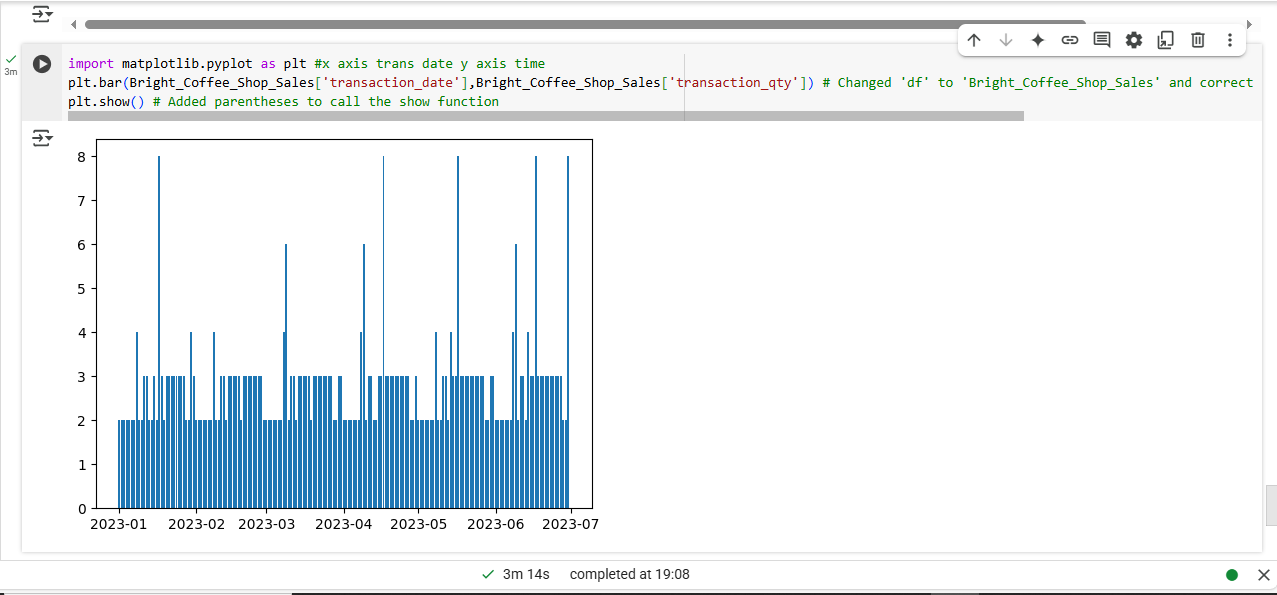 3m
import matplotlib.pyplot as plt #x axis trans date y axis time
plt.bar(Bright_Coffee_Shop_Sales['transaction_date'],Bright_Coffee_Shop_Sales['transaction_qty']) # Changed 'df' to 'Bright_Coffee_Shop_Sales' and correct
plt.show() # Added parentheses to call the show function
8
7
6
5
4
3
2
1
0
2023-01 2023-02 2023-03 2023-04 2023-05 2023-06 2023-07
3m 14s completed at 19:08